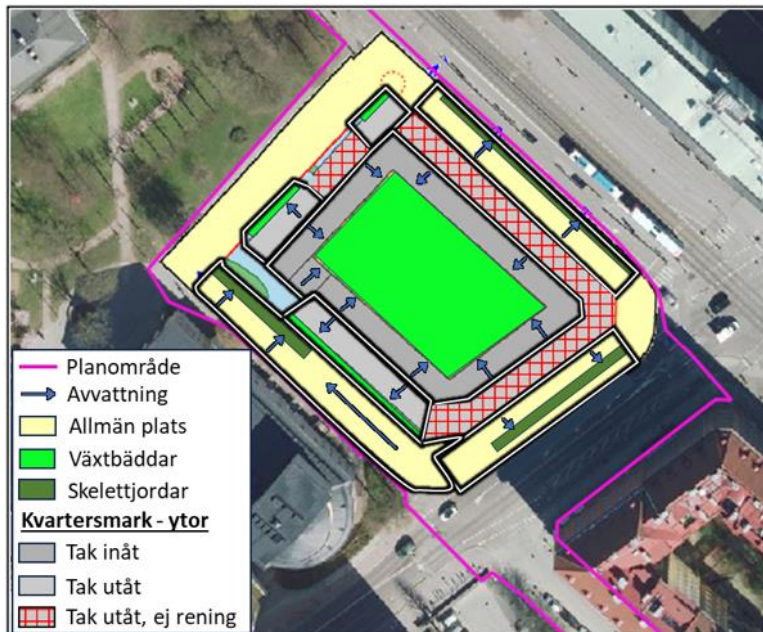 Planområde
Avvattning
Allmän plats
Växtbäddar
Skelettjordar
Kvartersmark - ytor
Tak inåt
Tak utåt
Tak utåt, ej rening